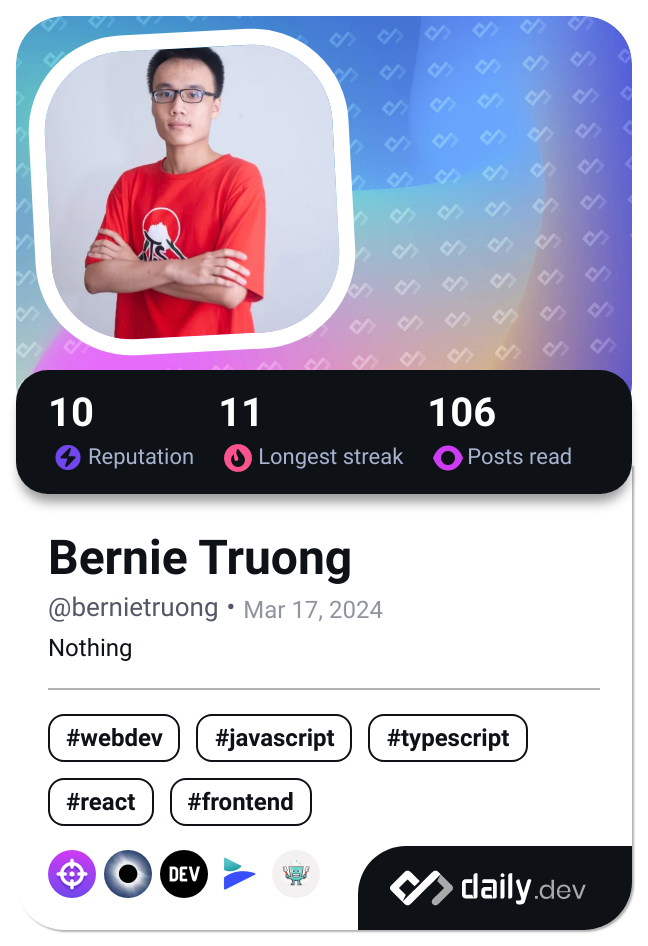 10 11 106
Reputation Longest streak Posts read
Bernie Truong
@bernietruong • Mar 17, 2024
Nothing
#webdev #javascript #typescript
#react #frontend
DEV daily.dev